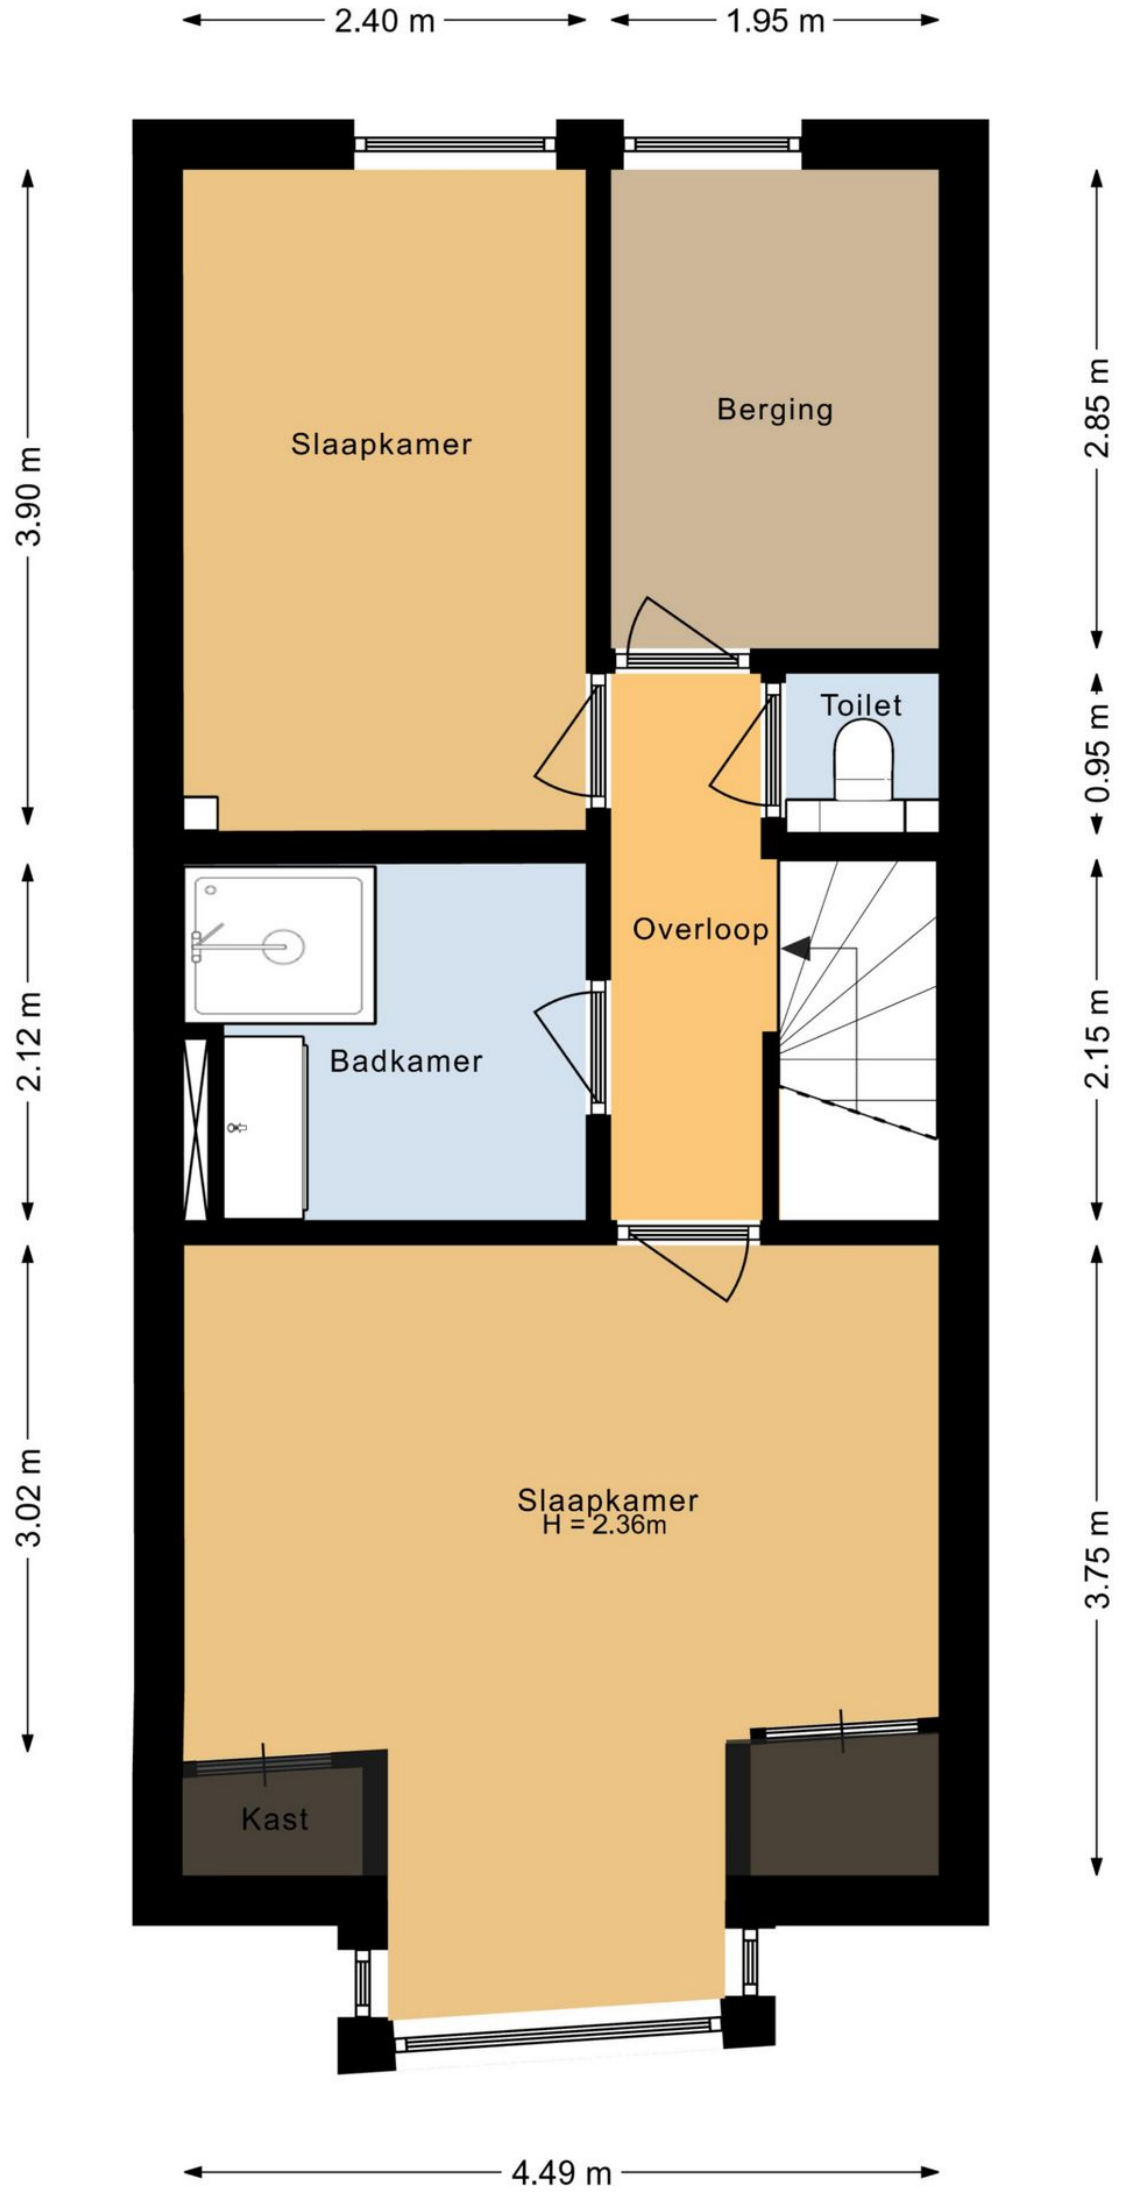 2.40 m
1.95 m
3.90 m
2.85 m
Slaapkamer
Berging
Toilet
0.95 m
Overloop
2.12 m
2.15 m
Badkamer
3.02 m
3.75 m
Slaapkamer
H = 2.36m
Kast
4.49 m